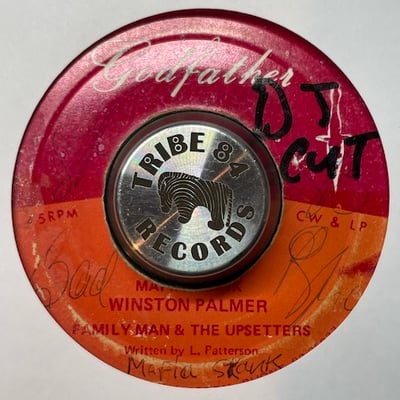 Godfather
DJ
CUT
TRIBE 84
RECORDS
45RPM
CW & LP
Bad
WINSTON PALMER
FAMILY MAN & THE UPSETTERS
Written by L. Patterson
Mafia Skank